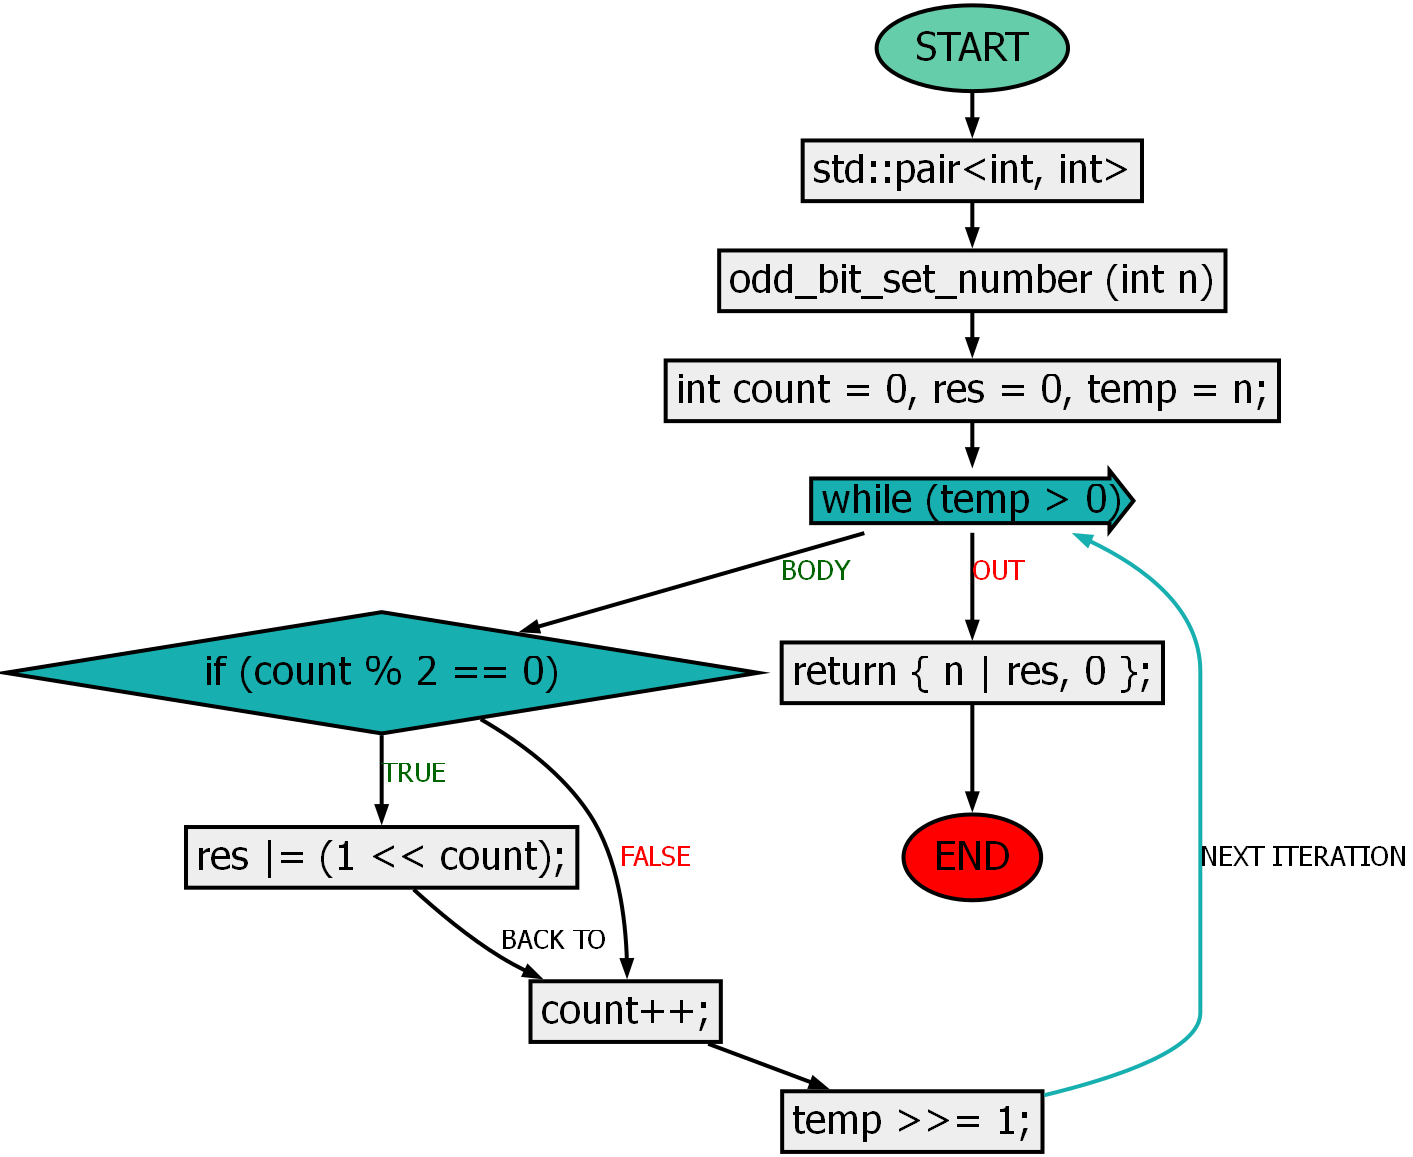 START
std::pair<int, int>
odd_bit_set_number (int n)
int count = 0, res = 0, temp = n;
while (temp > 0)
BODY
OUT
if (count % 2 == 0)
return { n | res, 0 };
TRUE
FALSE
res |= (1 << count);
END
NEXT ITERATION
BACK TO
count++;
temp >>= 1;